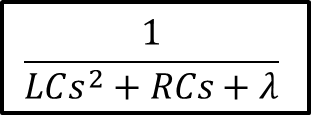 1
LCs² + RCs + λ